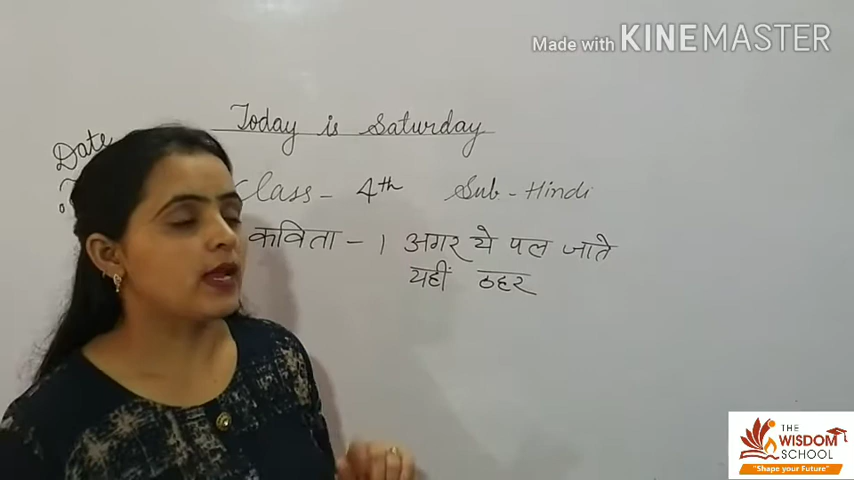 Made with KINEMASTER
Today is Saturday
Date
Class - 4th Sub - Hindi
कविता - 1 अगर ये पल जाते
यहीं ठहर
THE
WISDOM
SCHOOL
"Shape your Future"